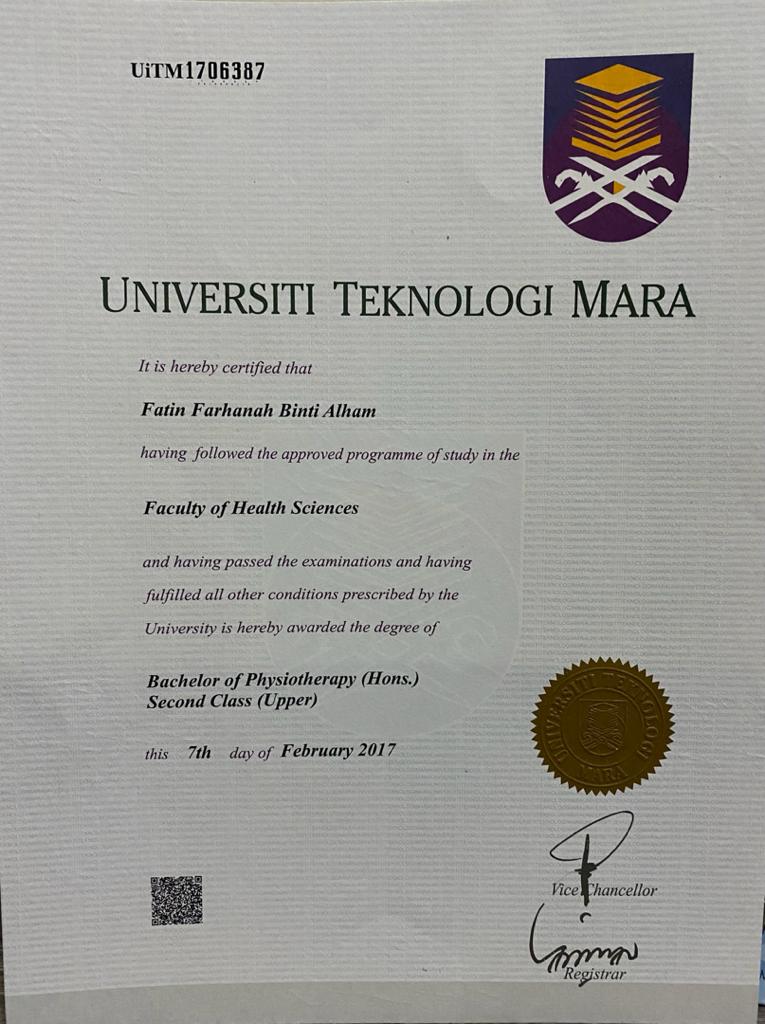 UiTM1706387
UNIVERSITI TEKNOLOGI MARA
It is hereby certified that
Fatin Farhanah Binti Alham
having followed the approved programme of study in the
Faculty of Health Sciences
and having passed the examinations and having
fulfilled all other conditions prescribed by the
University is hereby awarded the degree of
Bachelor of Physiotherapy (Hons.)
Second Class (Upper)
this 7th day of February 2017
UNIVERSITI TEKNOLOGI
MARA
Vice Chancellor
Registrar